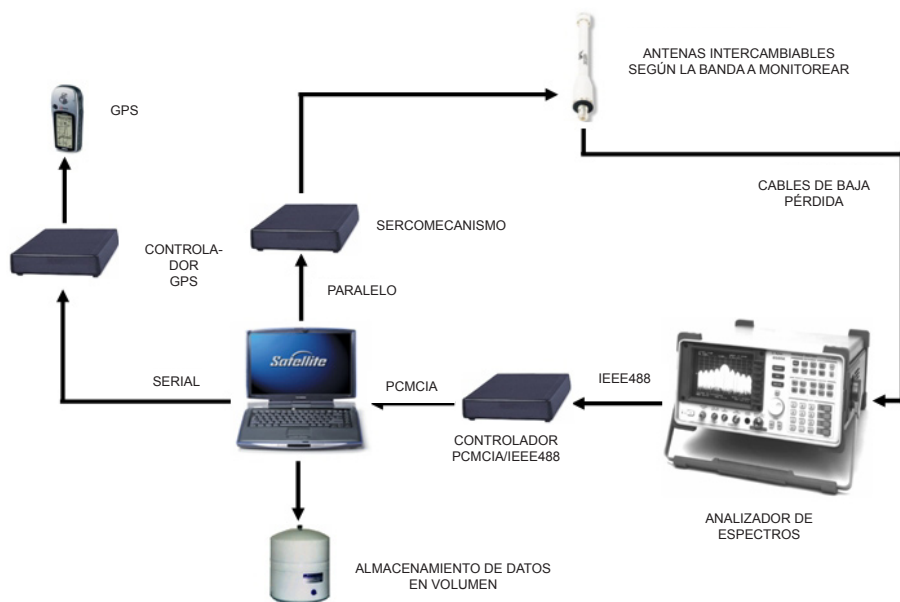 ANTENAS INTERCAMBIABLES
SEGÚN LA BANDA A MONITOREAR
GPS
CABLES DE BAJA
PÉRDIDA
SERCOMECANISMO
CONTROLA-
DOR
GPS
PARALELO
Satellite
SERIAL
PCMCIA
IEEE488
CONTROLADOR
PCMCIA/IEEE488
ANALIZADOR DE
ESPECTROS
ALMACENAMIENTO DE DATOS
EN VOLUMEN